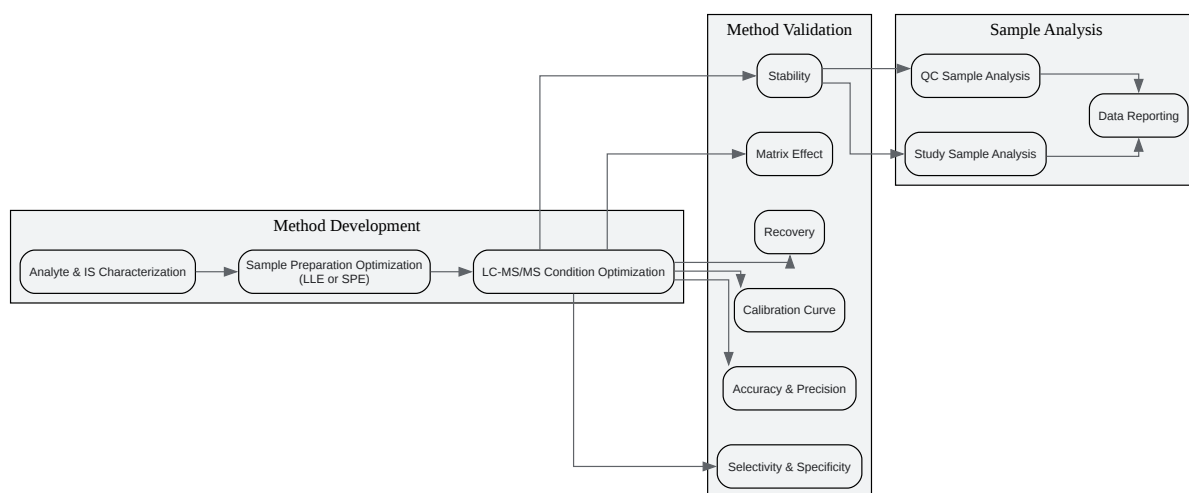 Method Development
Analyte & IS Characterization
Sample Preparation Optimization
(LLE or SPE)
LC-MS/MS Condition Optimization
Method Validation
Stability
Matrix Effect
Recovery
Calibration Curve
Accuracy & Precision
Selectivity & Specificity
Sample Analysis
QC Sample Analysis
Study Sample Analysis
Data Reporting